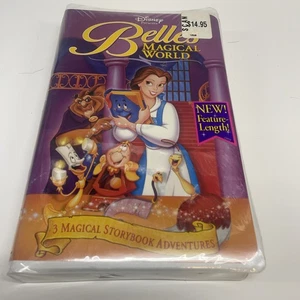 Disney
$14.95
Belle's
MAGICAL
WORLD
NEW!
Feature-
Length!
3 MAGICAL STORYBOOK ADVENTURES